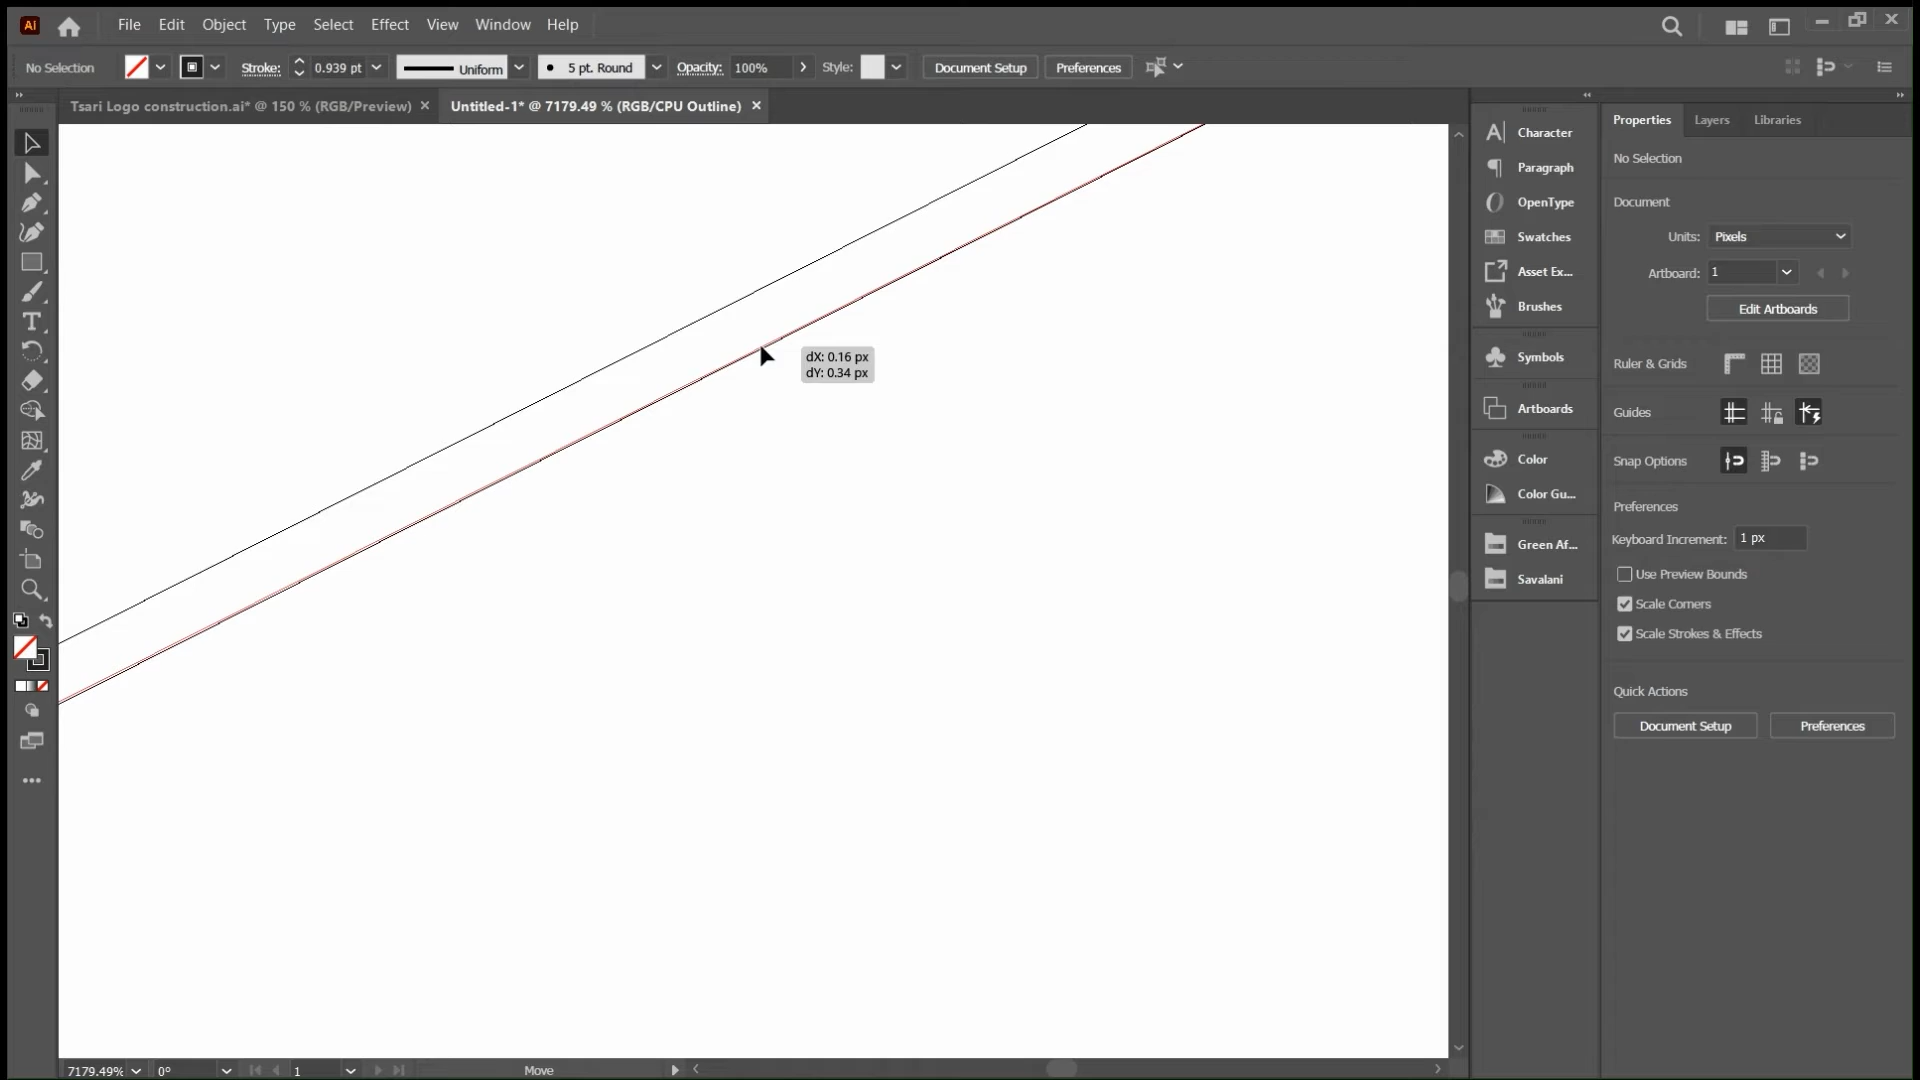 Ai File Edit Object Type Select Effect View Window Help
No Selection Stroke: 0.939 pt Uniform 5 pt. Round Opacity: 100% Style: Document Setup Preferences
Tsari Logo construction.ai* @ 150 % (RGB/Preview) × Untitled-1* @ 7179.49 % (RGB/CPU Outline) ×
dX: 0.16 px
dY: 0.34 px
Character
Paragraph
OpenType
Swatches
Asset Ex...
Brushes
Symbols
Artboards
Color
Color Gu...
Green Af...
Savalani
Properties Layers Libraries
No Selection
Document
Units: Pixels
Artboard: 1
Edit Artboards
Ruler & Grids
Guides
Snap Options
Preferences
Keyboard Increment: 1 px
Use Preview Bounds
Scale Corners
Scale Strokes & Effects
Quick Actions
Document Setup Preferences
7179.49% 0° 1 Move